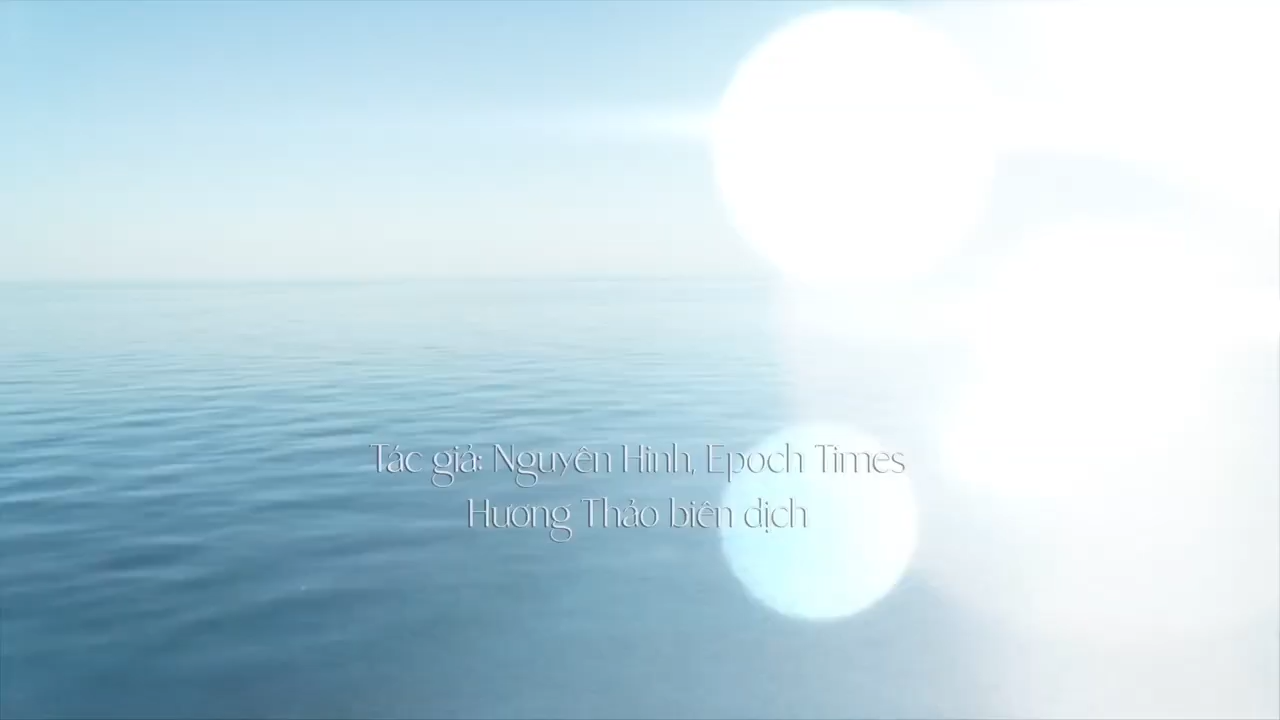 Tác giả: Nguyên Hinh, Epoch Times
Hương Thảo biên dịch